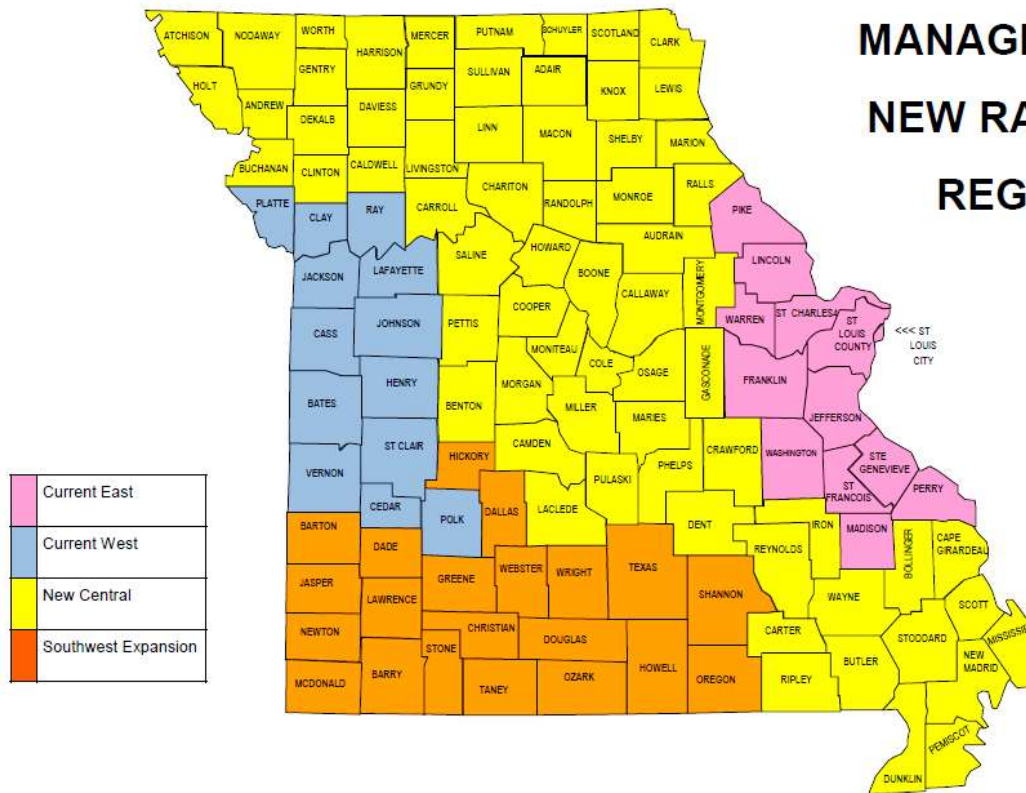 MANAGI
NEW RA
REG
ATCHISON
NODAWAY
WORTH
HARRISON
MERCER
PUTNAM
SCHUYLER
SCOTLAND
CLARK
HOLT
GENTRY
SULLIVAN
ADAIR
GRUNDY
KNOX
LEWIS
ANDREW
DAVIESS
DEKALB
LINN
MACON
SHELBY
MARION
BUCHANAN
CLINTON
CALDWELL
LIVINGSTON
CHARITON
RALLS
MONROE
PLATTE
CLAY
RAY
CARROLL
RANDOLPH
PIKE
AUDRAIN
SALINE
HOWARD
BOONE
LINCOLN
JACKSON
LAFAYETTE
CALLAWAY
MONTGOMERY
COOPER
WARREN
ST CHARLES
CASS
JOHNSON
PETTIS
ST
LOUIS
COUNTY
<<< ST
LOUIS
CITY
MONITEAU
COLE
OSAGE
GASCONADE
FRANKLIN
HENRY
MORGAN
BATES
BENTON
MILLER
MARIES
JEFFERSON
ST CLAIR
CAMDEN
HICKORY
PHELPS
CRAWFORD
WASHINGTON
STE
GENEVIEVE
VERNON
PULASKI
ST
FRANCOIS
PERRY
CEDAR
POLK
DALLAS
LACLEDE
DENT
IRON
MADISON
BOLLINGER
CAPE
GIRARDEAU
BARTON
DADE
REYNOLDS
GREENE
WEBSTER
WRIGHT
TEXAS
JASPER
LAWRENCE
SHANNON
WAYNE
SCOTT
NEWTON
CHRISTIAN
DOUGLAS
CARTER
STODDARD
MISSISSI
STONE
BUTLER
NEW
MADRID
MCDONALD
BARRY
TANEY
OZARK
HOWELL
OREGON
RIPLEY
PEMISCOT
DUNKLIN
Current East
Current West
New Central
Southwest Expansion